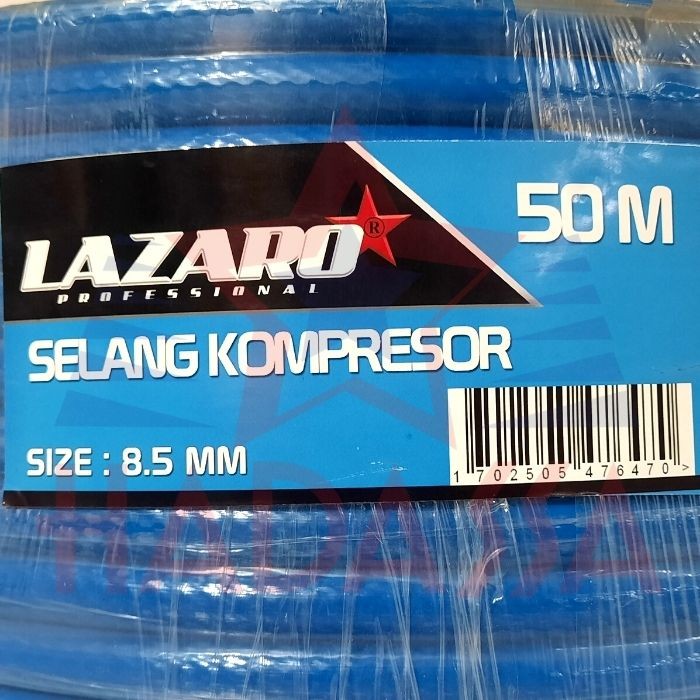 50 M
LAZARO®
PROFESSIONAL
SELANG KOMPRESOR
SIZE : 8.5 MM
1 702505 476470 >